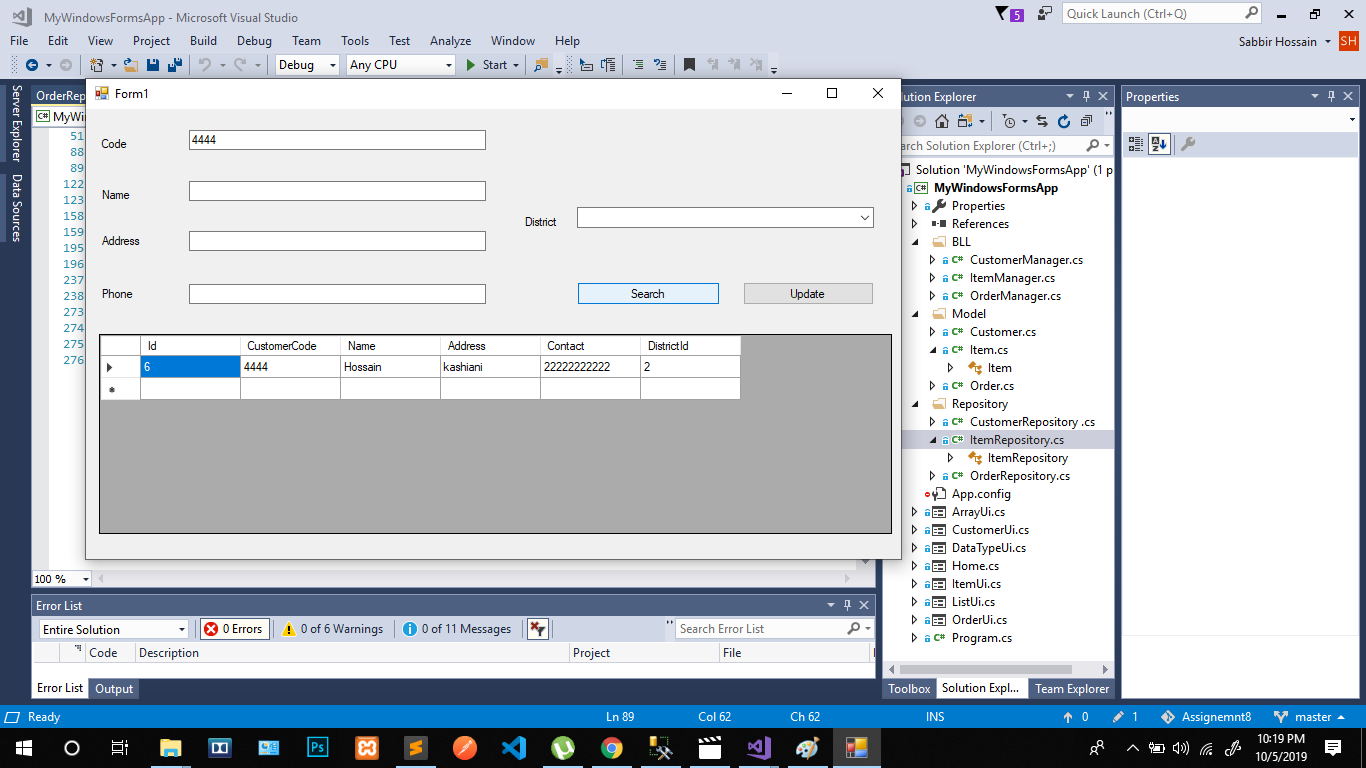 MyWindowsFormsApp - Microsoft Visual Studio
5
Quick Launch (Ctrl+Q)
File Edit View Project Build Debug Team Tools Test Analyze Window Help
Sabbir Hossain SH
Debug Any CPU Start
Server Explorer
Data Sources
OrderRep
C# MyWi
51
88
89
122
123
158
159
195
196
237
238
273
274
275
276
Form1
Code 4444
Name
District
Address
Phone
Search Update
Id CustomerCode Name Address Contact DistrictId
6 4444 Hossain kashiani 22222222222 2
100 %
Error List
Entire Solution 0 Errors 0 of 6 Warnings 0 of 11 Messages Search Error List
Code Description Project File
Error List Output
olution Explorer
arch Solution Explorer (Ctrl+;)
Solution 'MyWindowsFormsApp' (1 p
C# MyWindowsFormsApp
Properties
References
BLL
C# CustomerManager.cs
C# ItemManager.cs
C# OrderManager.cs
Model
C# Customer.cs
C# Item.cs
Item
C# Order.cs
Repository
C# CustomerRepository .cs
C# ItemRepository.cs
ItemRepository
C# OrderRepository.cs
App.config
ArrayUi.cs
CustomerUi.cs
DataTypeUi.cs
Home.cs
ItemUi.cs
ListUi.cs
OrderUi.cs
C# Program.cs
Toolbox Solution Expl... Team Explorer
Properties
Ready Ln 89 Col 62 Ch 62 INS 0 1 Assignemnt8 master
Ps
10:19 PM
10/5/2019